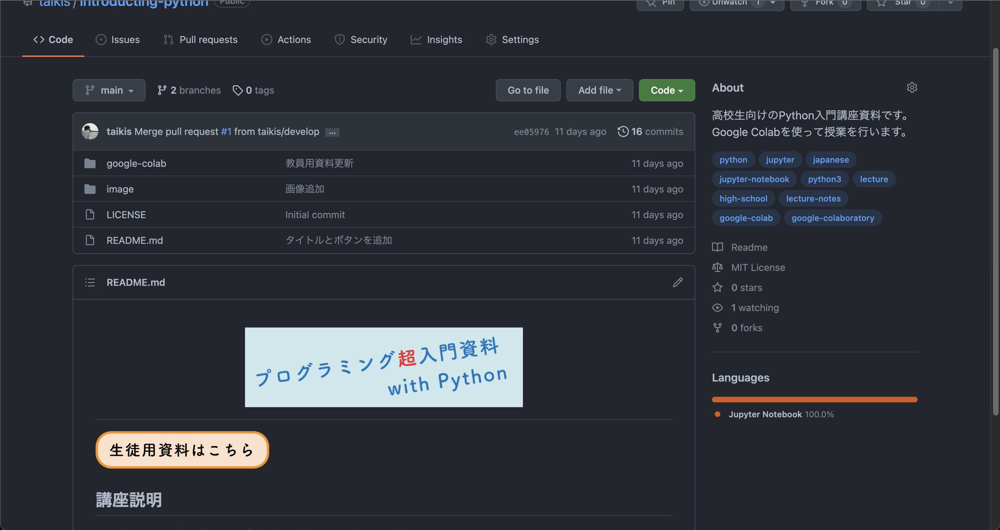 taikis / introducting-python Public
Pin
Unwatch 1
Fork 0
Star 0
Code
Issues
Pull requests
Actions
Security
Insights
Settings
main
2 branches
0 tags
Go to file
Add file
Code
taikis Merge pull request #1 from taikis/develop ...
ee05976 11 days ago
16 commits
google-colab 教員用資料更新 11 days ago
image 画像追加 11 days ago
LICENSE Initial commit 11 days ago
README.md タイトルとボタンを追加 11 days ago
README.md
プログラミング超入門資料
with Python
生徒用資料はこちら
講座説明
About
高校生向けのPython入門講座資料です。
Google Colabを使って授業を行います。
python jupyter japanese
jupyter-notebook python3 lecture
high-school lecture-notes
google-colab google-colaboratory
Readme
MIT License
0 stars
1 watching
0 forks
Languages
Jupyter Notebook 100.0%